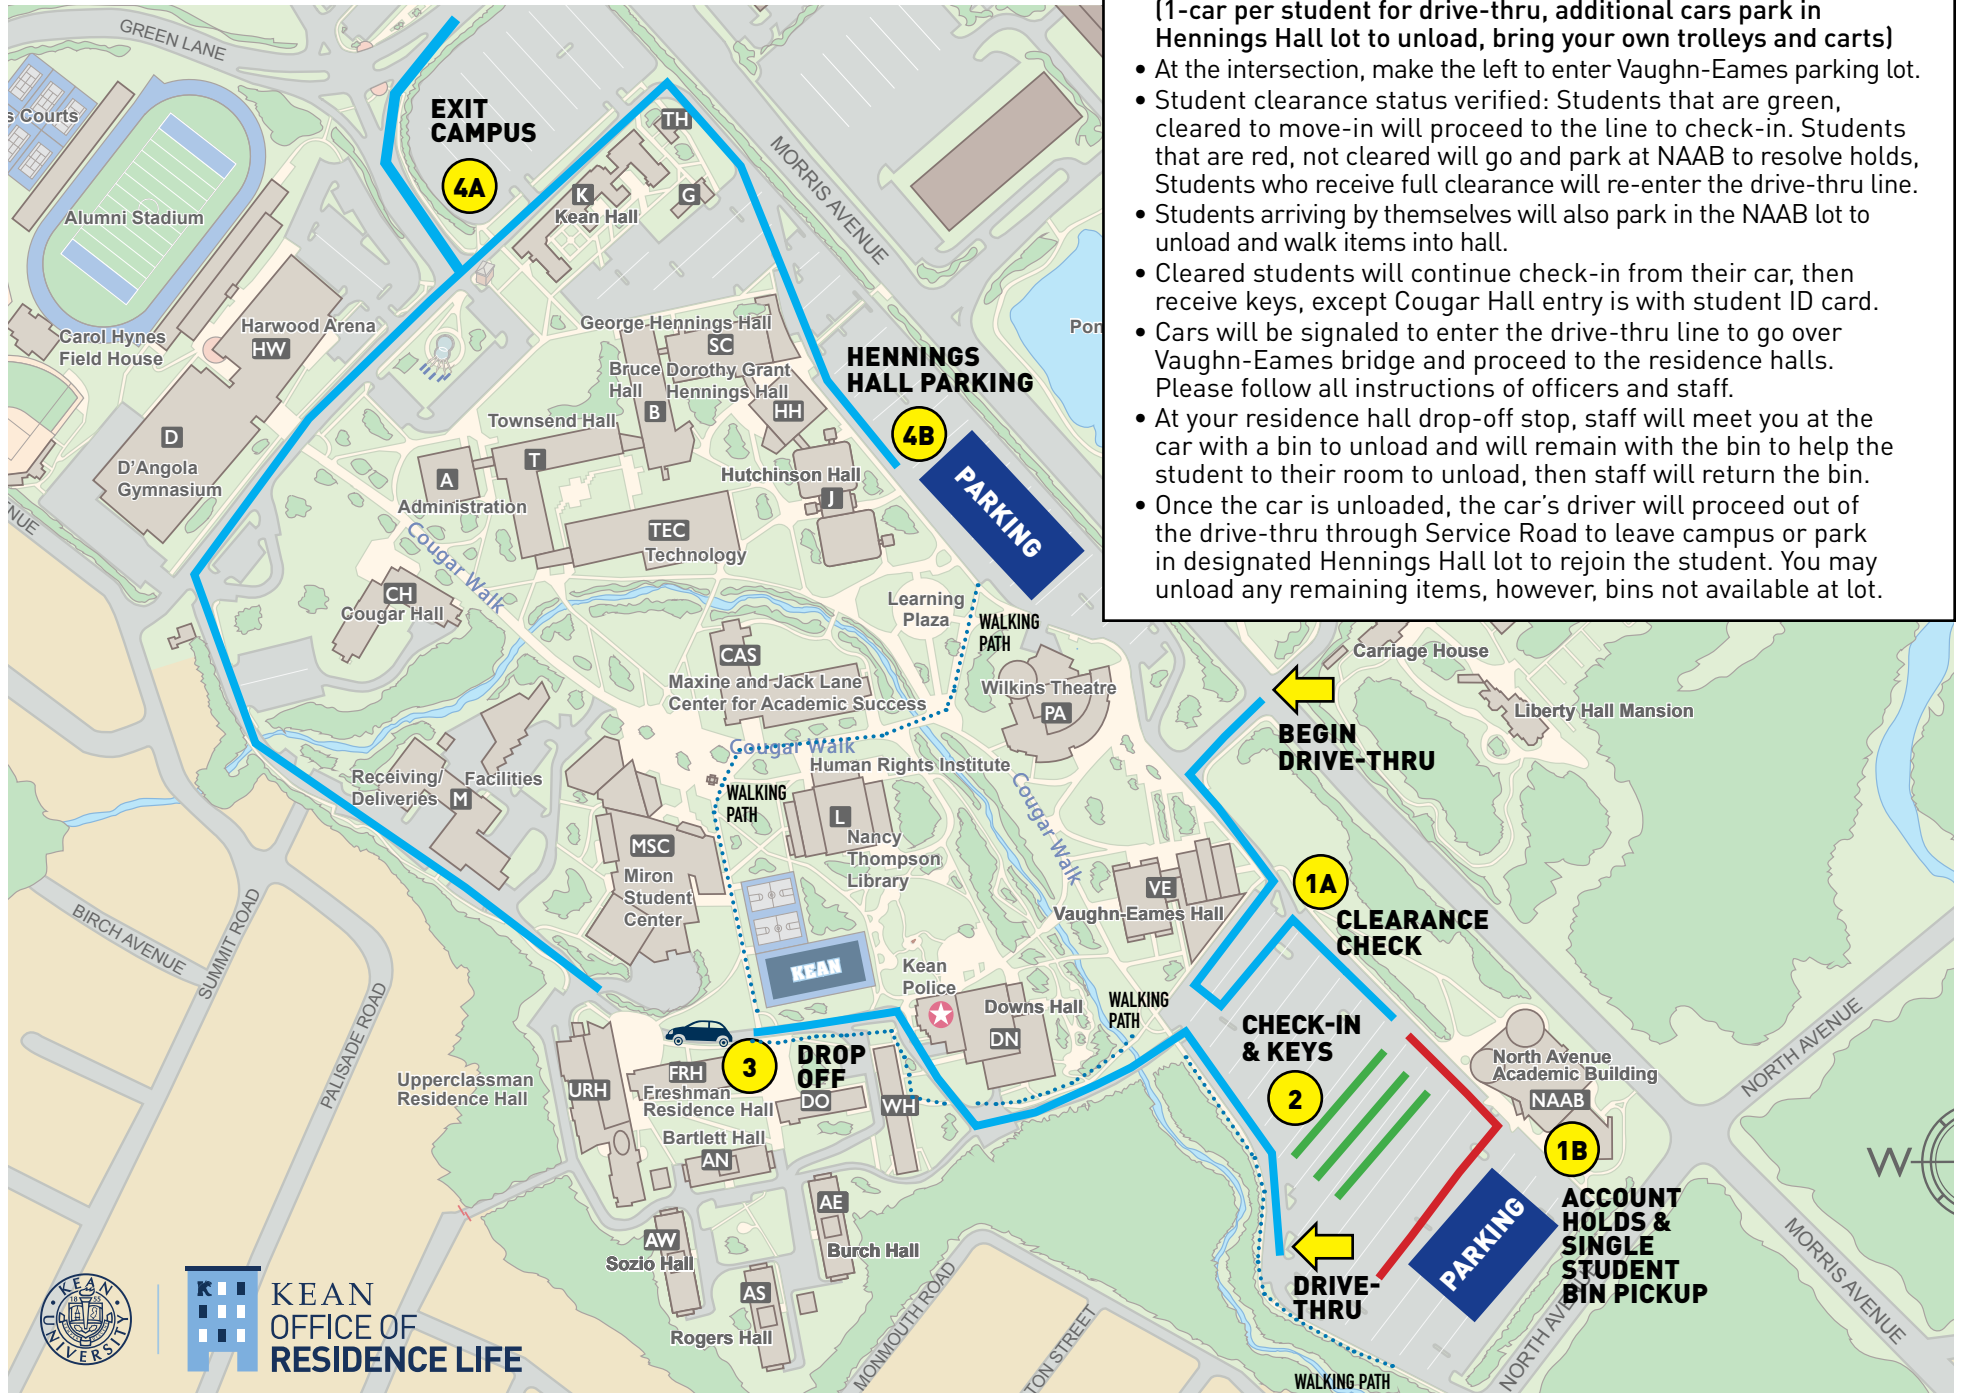 (1-car per student for drive-thru, additional cars park in
Hennings Hall lot to unload, bring your own trolleys and carts)
• At the intersection, make the left to enter Vaughn-Eames parking lot.
• Student clearance status verified: Students that are green,
cleared to move-in will proceed to the line to check-in. Students
that are red, not cleared will go and park at NAAB to resolve holds,
Students who receive full clearance will re-enter the drive-thru line.
• Students arriving by themselves will also park in the NAAB lot to
unload and walk items into hall.
• Cleared students will continue check-in from their car, then
receive keys, except Cougar Hall entry is with student ID card.
• Cars will be signaled to enter the drive-thru line to go over
Vaughn-Eames bridge and proceed to the residence halls.
Please follow all instructions of officers and staff.
• At your residence hall drop-off stop, staff will meet you at the
car with a bin to unload and will remain with the bin to help the
student to their room to unload, then staff will return the bin.
• Once the car is unloaded, the car's driver will proceed out of
the drive-thru through Service Road to leave campus or park
in designated Hennings Hall lot to rejoin the student. You may
unload any remaining items, however, bins not available at lot.
GREEN LANE
Courts
EXIT
CAMPUS
4A
TH
K
G
Kean Hall
MORRIS AVENUE
Alumni Stadium
Carol Hynes
Field House
Harwood Arena
HW
George Hennings Hall
SC
Bruce
Hall
B
Dorothy Grant
Hennings Hall
HH
HENNINGS
HALL PARKING
4B
PARKING
Townsend Hall
T
D
D'Angola
Gymnasium
A
Administration
Hutchinson Hall
J
TEC
Technology
NUE
Cougar Walk
CH
Cougar Hall
Learning
Plaza
WALKING
PATH
CAS
Maxine and Jack Lane
Center for Academic Success
Wilkins Theatre
PA
Carriage House
Liberty Hall Mansion
BEGIN
DRIVE-THRU
Cougar Walk
Human Rights Institute
Cougar Walk
Receiving/
Deliveries
M
Facilities
WALKING
PATH
L
Nancy
Thompson
Library
MSC
Miron
Student
Center
VE
Vaughn-Eames Hall
1A
CLEARANCE
CHECK
BIRCH AVENUE
SUMMIT ROAD
PALISADE ROAD
KEAN
Kean
Police
Downs Hall
DN
WALKING
PATH
CHECK-IN
& KEYS
2
North Avenue
Academic Building
NAAB
NORTH AVENUE
1B
ACCOUNT
HOLDS &
SINGLE
STUDENT
BIN PICKUP
W
Upperclassman
Residence Hall
URH
FRH
Freshman
Residence Hall
3
DROP
OFF
DO
WH
Bartlett Hall
AN
AE
Burch Hall
AW
Sozio Hall
AS
Rogers Hall
PARKING
DRIVE-
THRU
MONMOUTH ROAD
TON STREET
NORTH AVENUE
MORRIS AVENUE
WALKING PATH
Pon
KEAN
UNIVERSITY
1855
K
KEAN
OFFICE OF
RESIDENCE LIFE